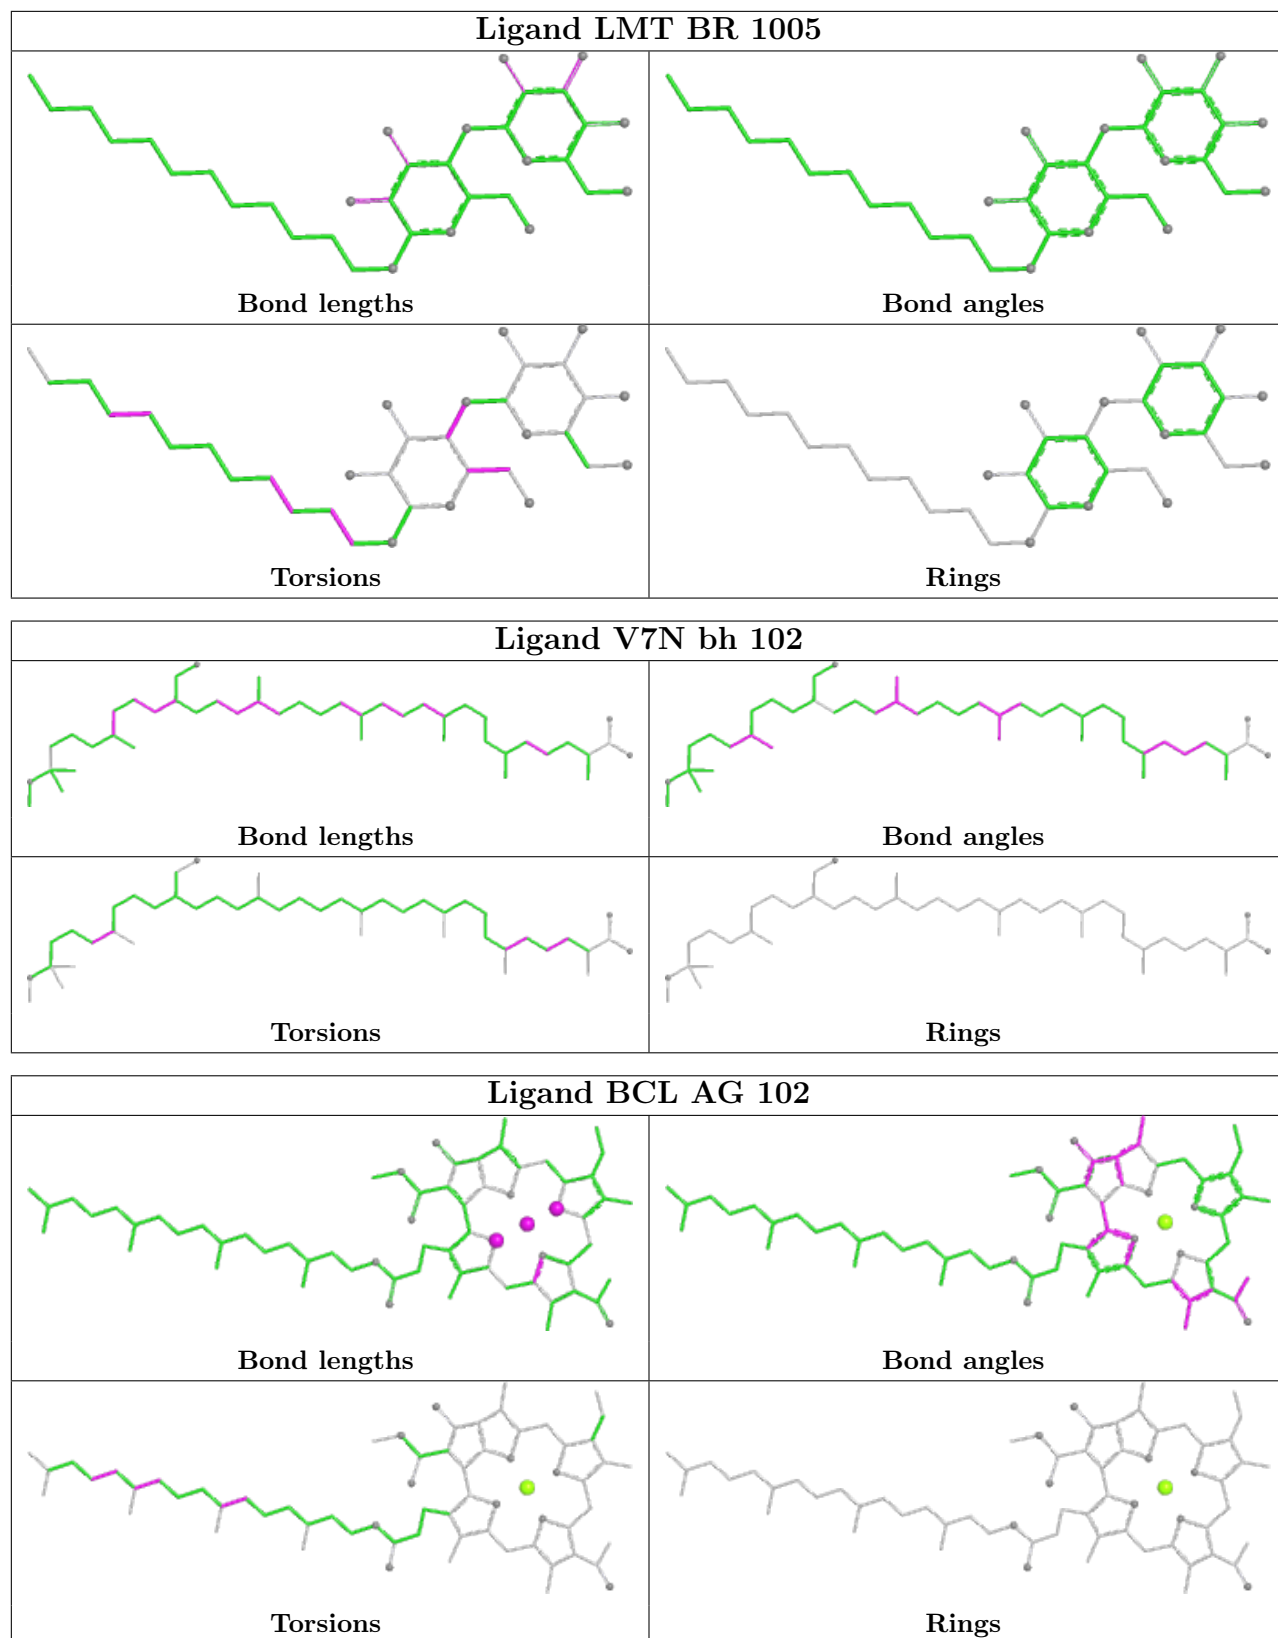 Ligand LMT BR 1005
Bond lengths
Bond angles
Torsions
Rings
Ligand V7N bh 102
Bond lengths
Bond angles
Torsions
Rings
Ligand BCL AG 102
Bond lengths
Bond angles
Torsions
Rings